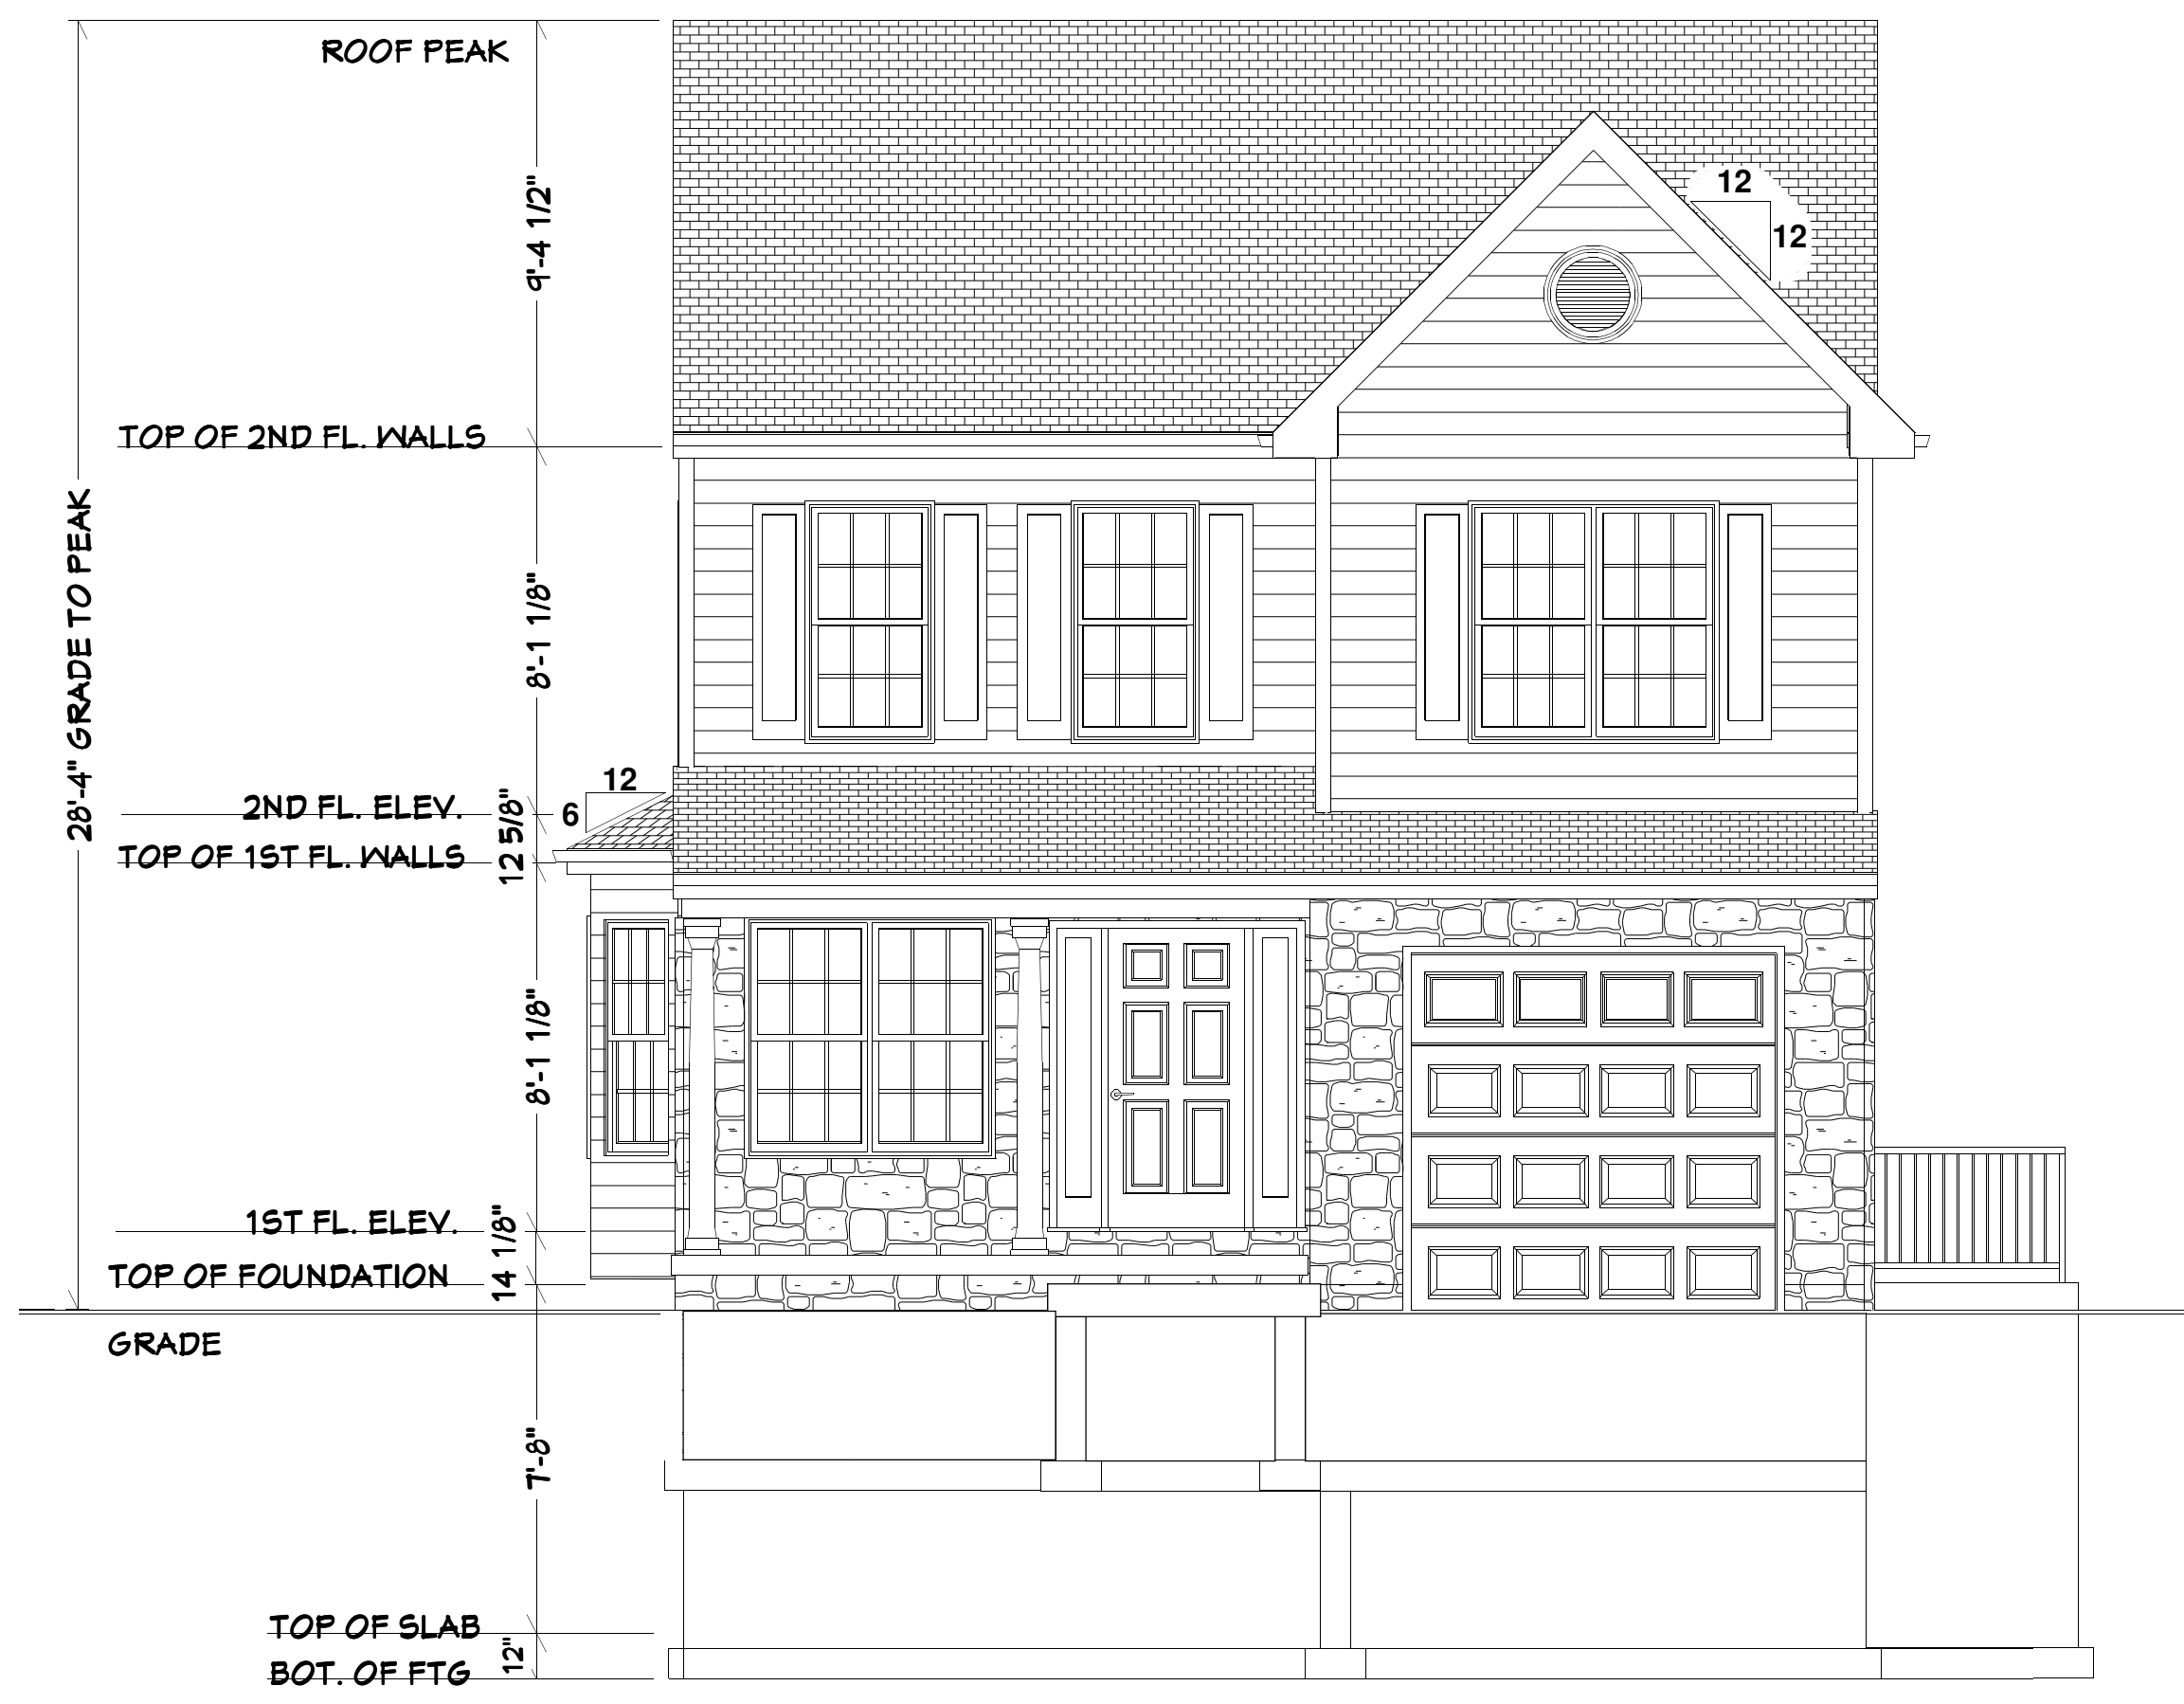 ROOF PEAK
12
12
9'-4 1/2"
TOP OF 2ND FL. WALLS
28'-4" GRADE TO PEAK
8'-1 1/8"
12
6
2ND FL. ELEV.
12 5/8"
TOP OF 1ST FL. WALLS
8'-1 1/8"
1ST FL. ELEV.
14 1/8"
TOP OF FOUNDATION
GRADE
7'-8"
TOP OF SLAB
12"
BOT. OF FTG